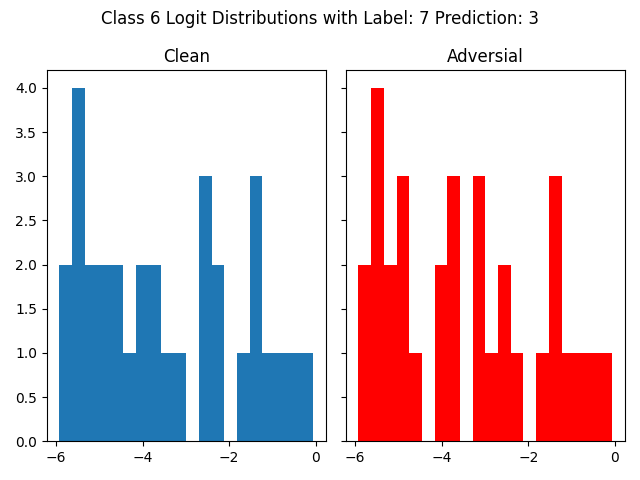 Class 6 Logit Distributions with Label: 7 Prediction: 3
Clean
Adversial
4.0
3.5
3.0
2.5
2.0
1.5
1.0
0.5
0.0
−6 −4 −2 0
−6 −4 −2 0